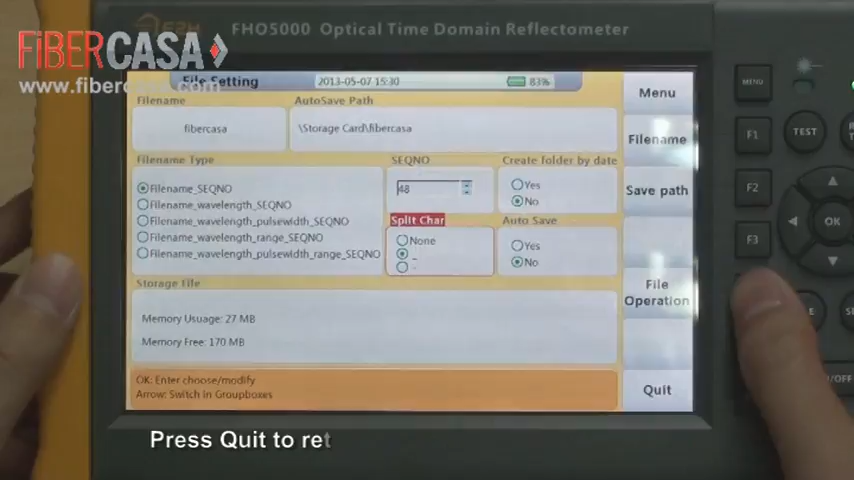 FHO5000 Optical Time Domain Reflectometer
FiBERCASA
www.fibercasa.com
File Setting
2013-05-07 15:30
83%
Menu
Filename
AutoSave Path
fibercasa
\Storage Card\fibercasa
Filename
Filename Type
SEQNO
Create folder by date
Filename_SEQNO
Filename_wavelength_SEQNO
Filename_wavelength_pulsewidth_SEQNO
Filename_wavelength_range_SEQNO
Filename_wavelength_pulsewidth_range_SEQNO
48
Yes
No
Save path
Split Char
Auto Save
None
_
-
Yes
No
File
Operation
Storage File
Memory Usuage: 27 MB
Memory Free: 170 MB
OK: Enter choose/modify
Arrow: Switch in Groupboxes
Quit
MENU
F1
F2
F3
TEST
OK
/OFF
Press Quit to ret